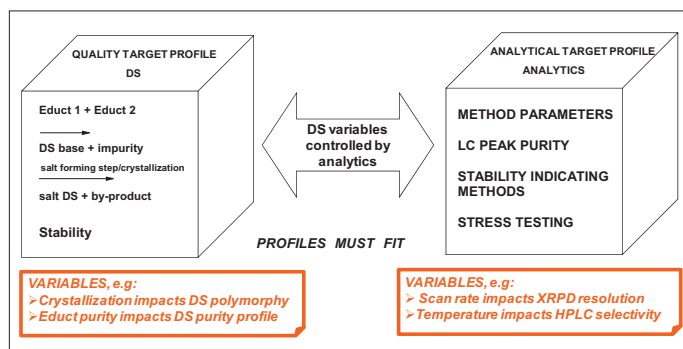 QUALITY TARGET PROFILE
DS
Educt 1 + Educt 2
DS base + impurity
salt forming step/crystallization
salt DS + by-product
Stability
DS variables
controlled by
analytics
PROFILES MUST FIT
ANALYTICAL TARGET PROFILE
ANALYTICS
METHOD PARAMETERS
LC PEAK PURITY
STABILITY INDICATING
METHODS
STRESS TESTING
VARIABLES, e.g:
➢Crystallization impacts DS polymorphy
➢Educt purity impacts DS purity profile
VARIABLES, e.g:
➢ Scan rate impacts XRPD resolution
➢Temperature impacts HPLC selectivity